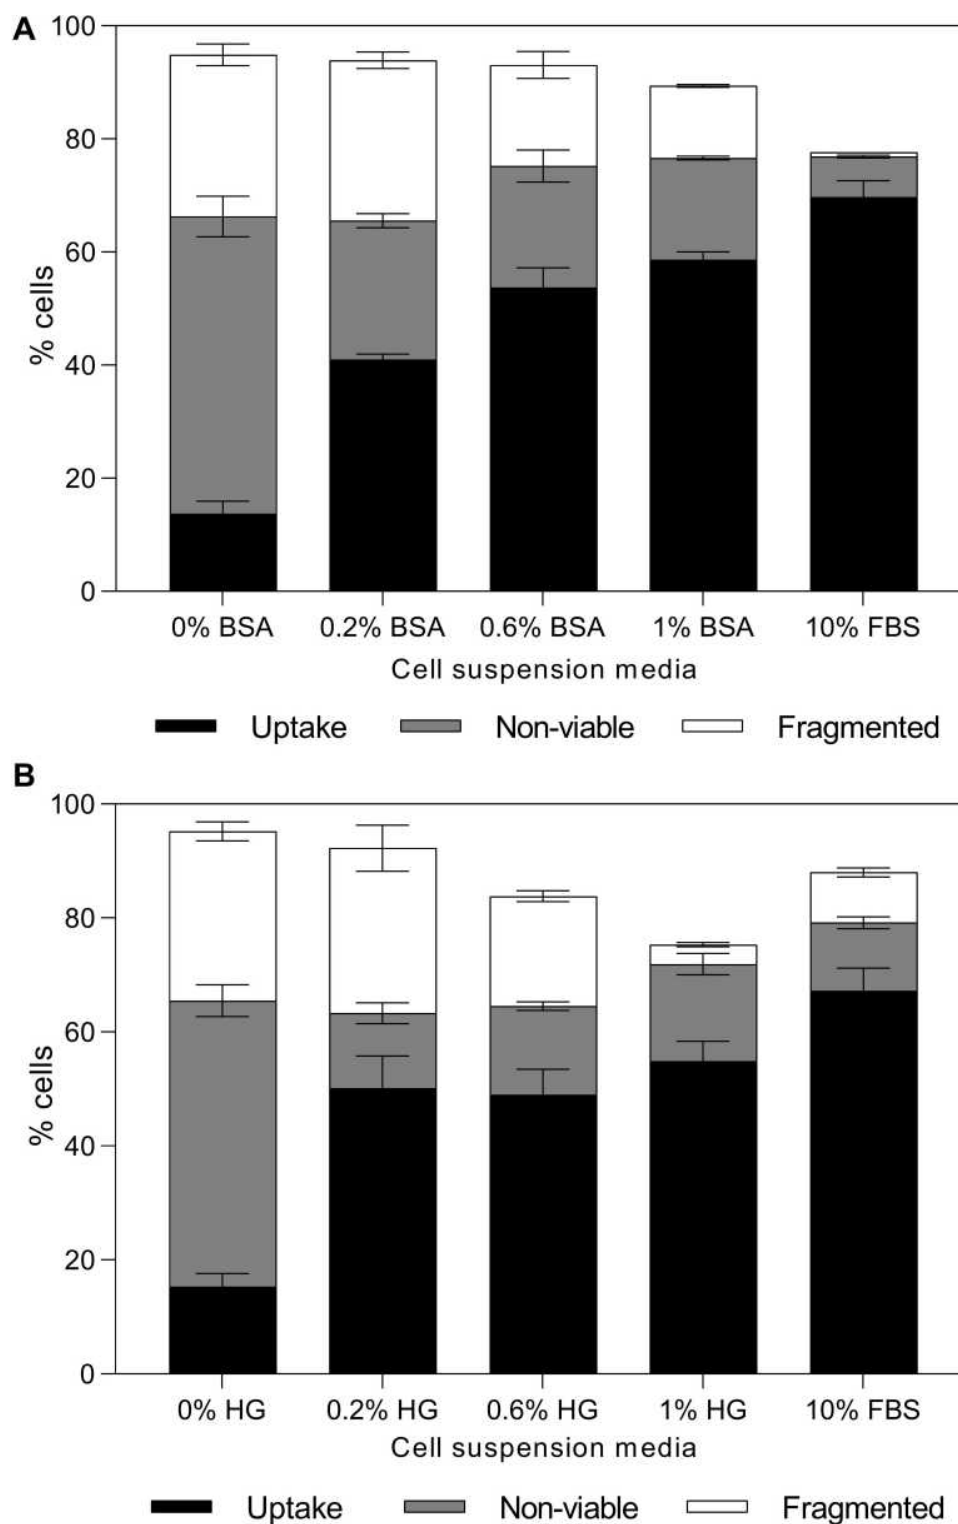 A
100
80
60
40
20
0
% cells
0% BSA 0.2% BSA 0.6% BSA 1% BSA 10% FBS
Cell suspension media
Uptake Non-viable Fragmented
B
100
80
60
40
20
0
% cells
0% HG 0.2% HG 0.6% HG 1% HG 10% FBS
Cell suspension media
Uptake Non-viable Fragmented